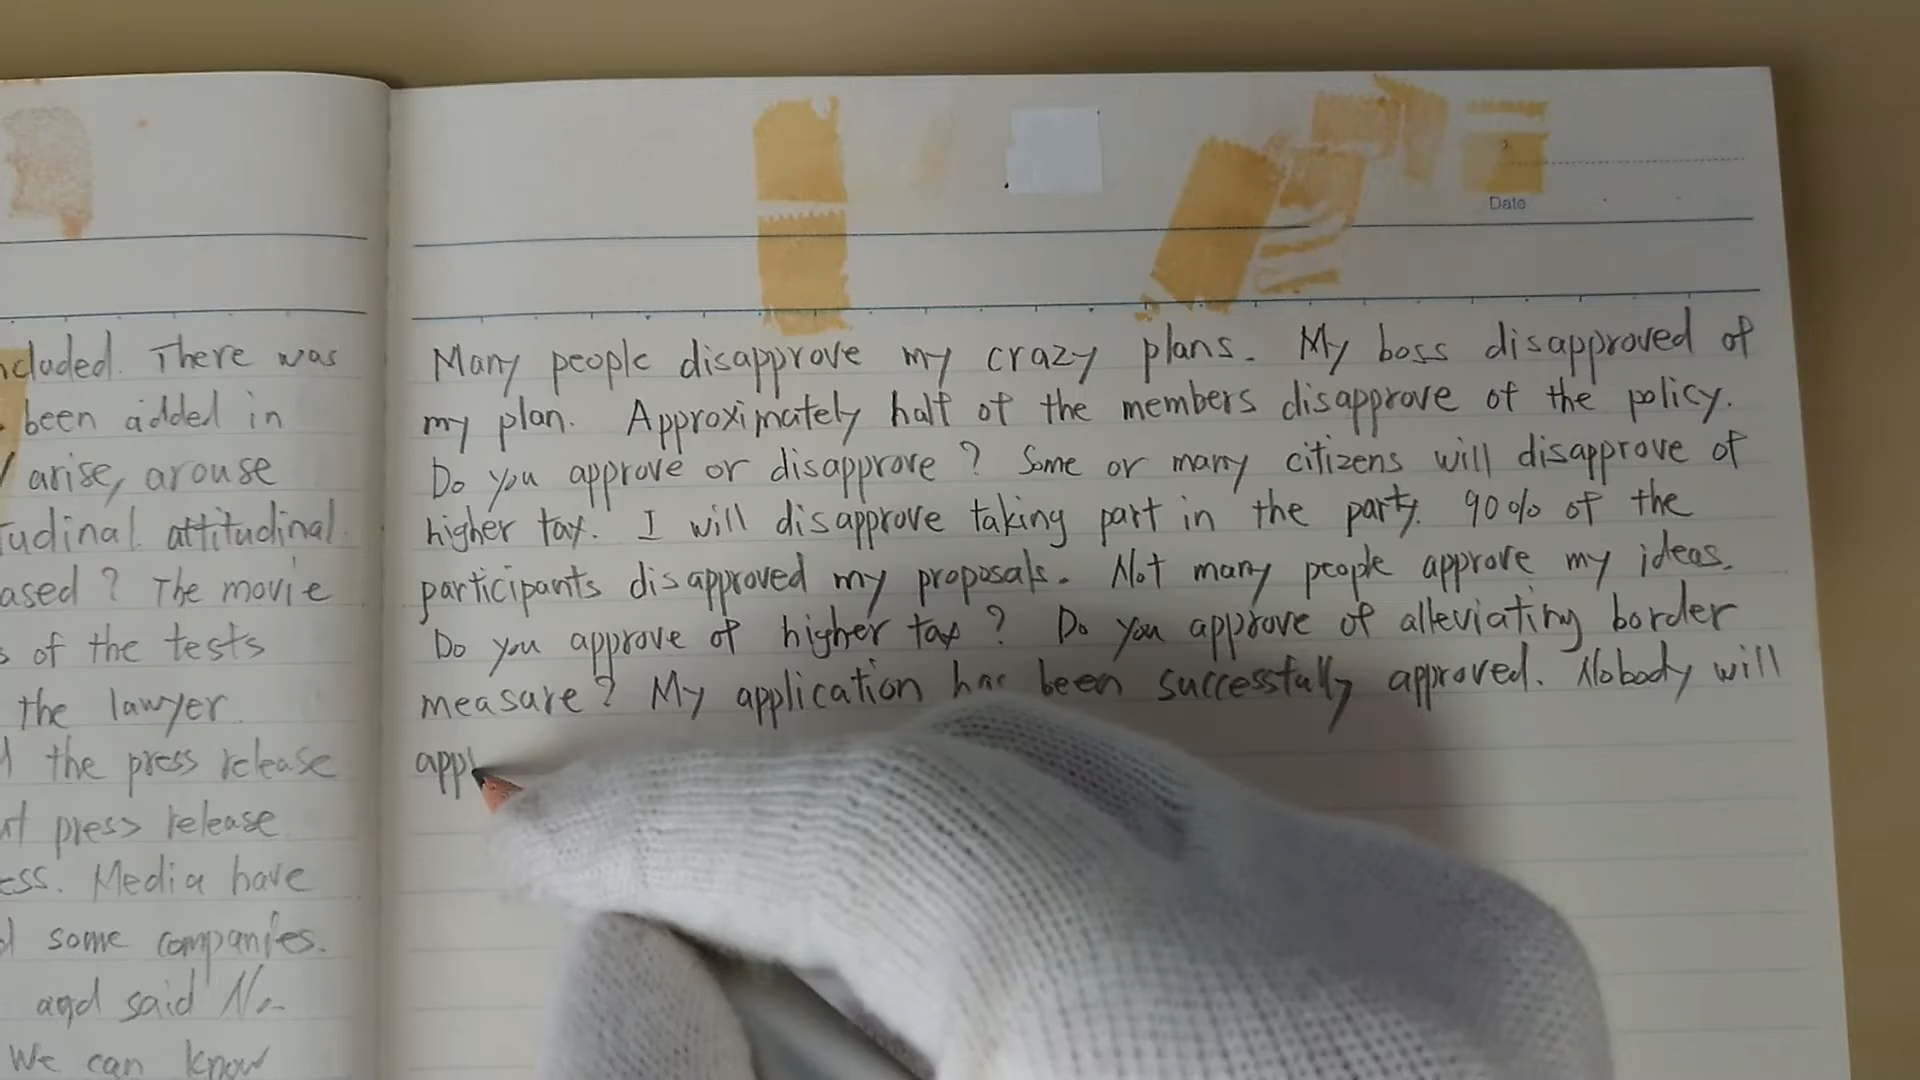 cluded. There was
been added in
arise, arouse
tudinal. attitudinal.
ased? The movie
s of the tests
the lawyer.
the press release
press release
ess. Media have
some companies.
and said No
We can know
Date
Many people disapprove my crazy plans. My boss disapproved of
my plan. Approximately half of the members disapprove of the policy.
Do you approve or disapprove? Some or many citizens will disapprove of
higher tax. I will disapprove taking part in the party. 90% of the
participants disapproved my proposals. Not many people approve my ideas.
Do you approve of higher tax? Do you approve of alleviating border
measure? My application has been successfully approved. Nobody will
app